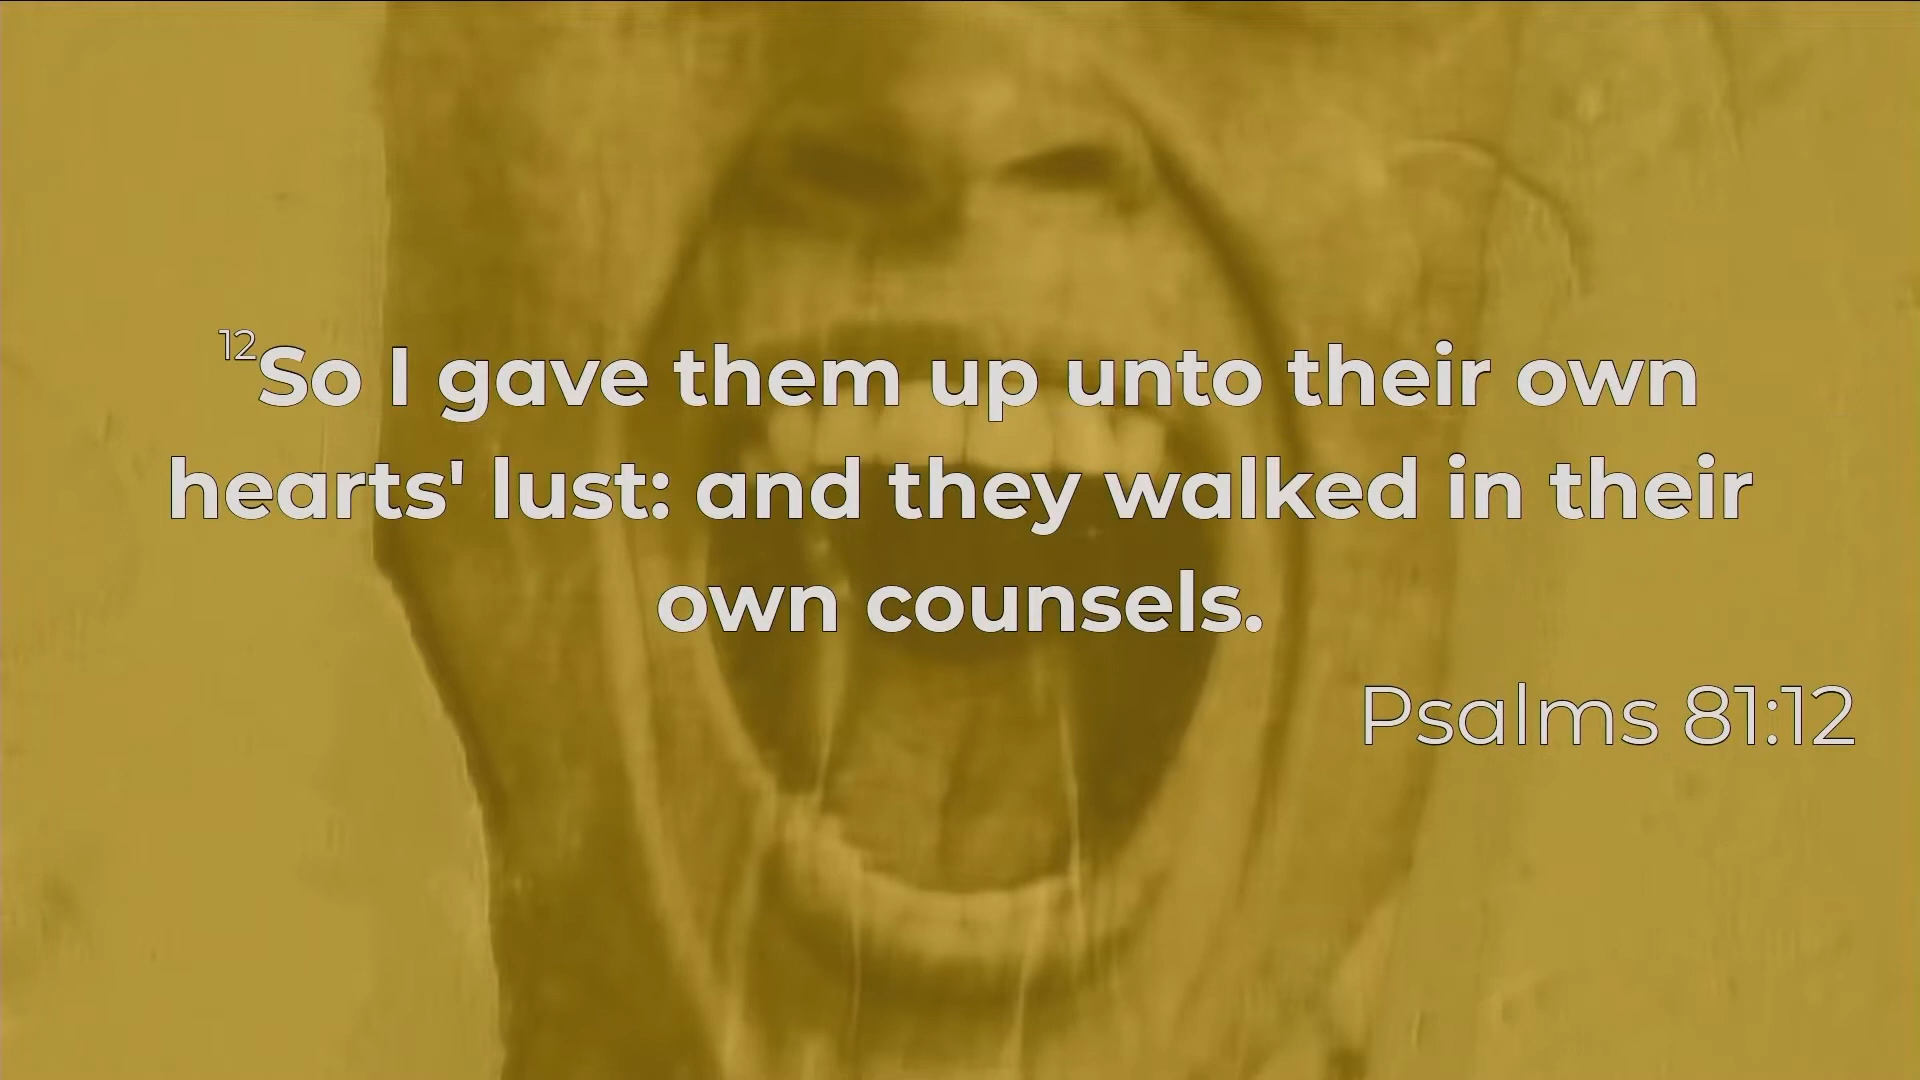 12So I gave them up unto their own
hearts' lust: and they walked in their
own counsels.
Psalms 81:12